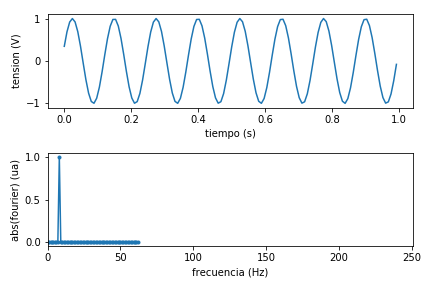 1
0
−1
tension (V)
0.0 0.2 0.4 0.6 0.8 1.0
tiempo (s)
1.0
0.5
0.0
abs(fourier) (ua)
0 50 100 150 200 250
frecuencia (Hz)